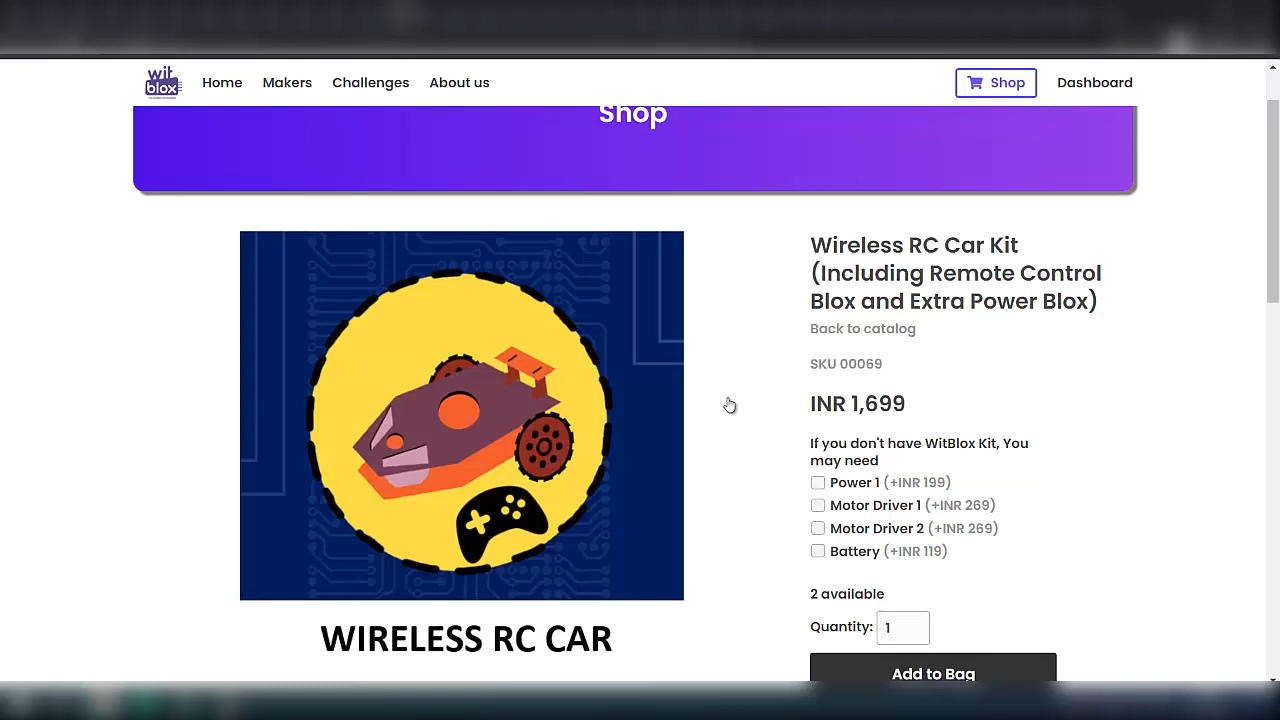 wit
blox
Home Makers Challenges About us
Shop Dashboard
Shop
Wireless RC Car Kit
(Including Remote Control
Blox and Extra Power Blox)
Back to catalog
SKU 00069
INR 1,699
If you don't have WitBlox Kit, You
may need
Power 1 (+INR 199)
Motor Driver 1 (+INR 269)
Motor Driver 2 (+INR 269)
Battery (+INR 119)
2 available
Quantity: 1
Add to Bag
WIRELESS RC CAR